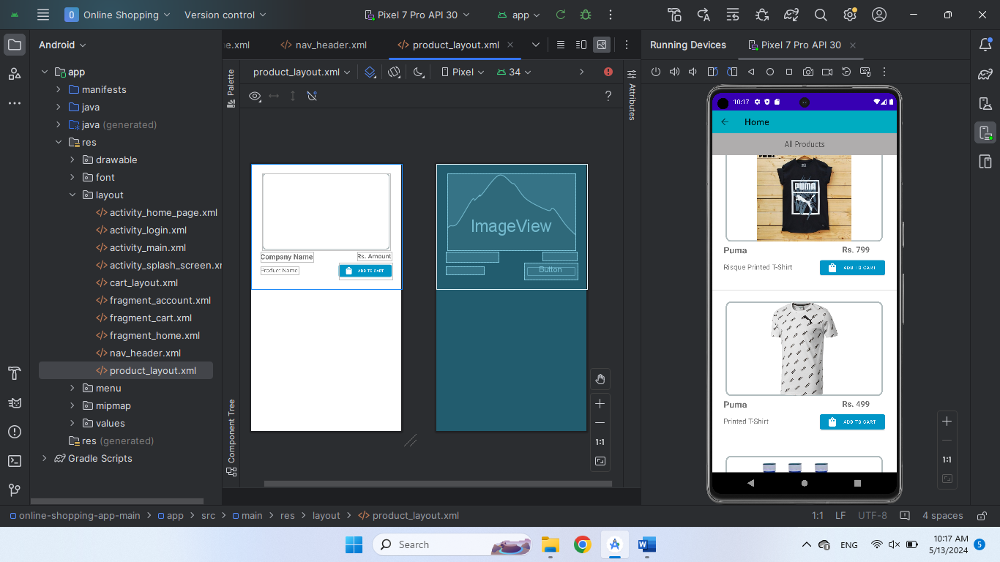 Online Shopping
Version control
Pixel 7 Pro API 30
app
Android
e.xml
nav_header.xml
product_layout.xml
Running Devices
Pixel 7 Pro API 30
app
manifests
java
java (generated)
res
drawable
font
layout
activity_home_page.xml
activity_login.xml
activity_main.xml
activity_splash_screen.xr
cart_layout.xml
fragment_account.xml
fragment_cart.xml
fragment_home.xml
nav_header.xml
product_layout.xml
menu
mipmap
values
res (generated)
Gradle Scripts
Palette
product_layout.xml
Pixel
34
?
Attributes
Company Name
Rs. Amount
Product Name
ADD TO CART
ImageView
Button
Component Tree
1:1
10:17
Home
All Products
PUMA
Puma
Rs. 799
Risque Printed T-Shirt
ADD TO CART
Puma
Rs. 499
Printed T-Shirt
ADD TO CART
1:1
online-shopping-app-main > app > src > main > res > layout > product_layout.xml
1:1
LF
UTF-8
4 spaces
Search
ENG
10:17 AM
5/13/2024
5